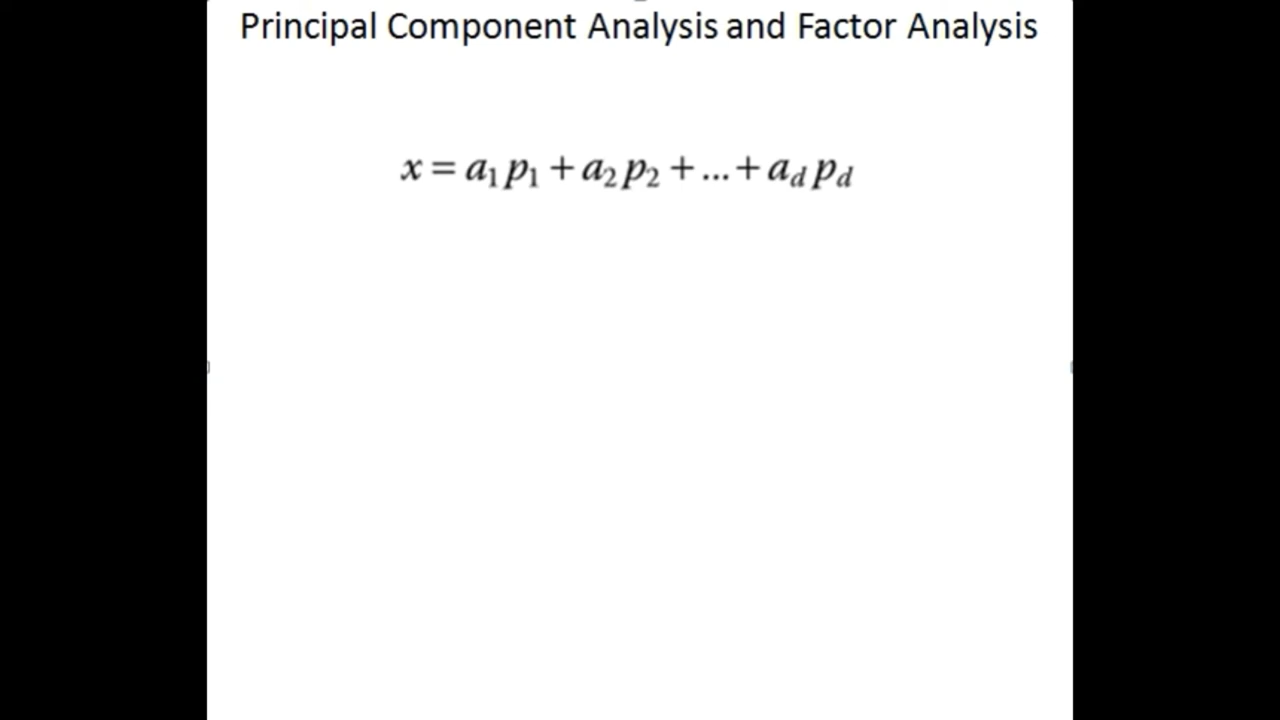 Principal Component Analysis and Factor Analysis
x = a₁p₁ + a₂p₂ + ... + a_d p_d